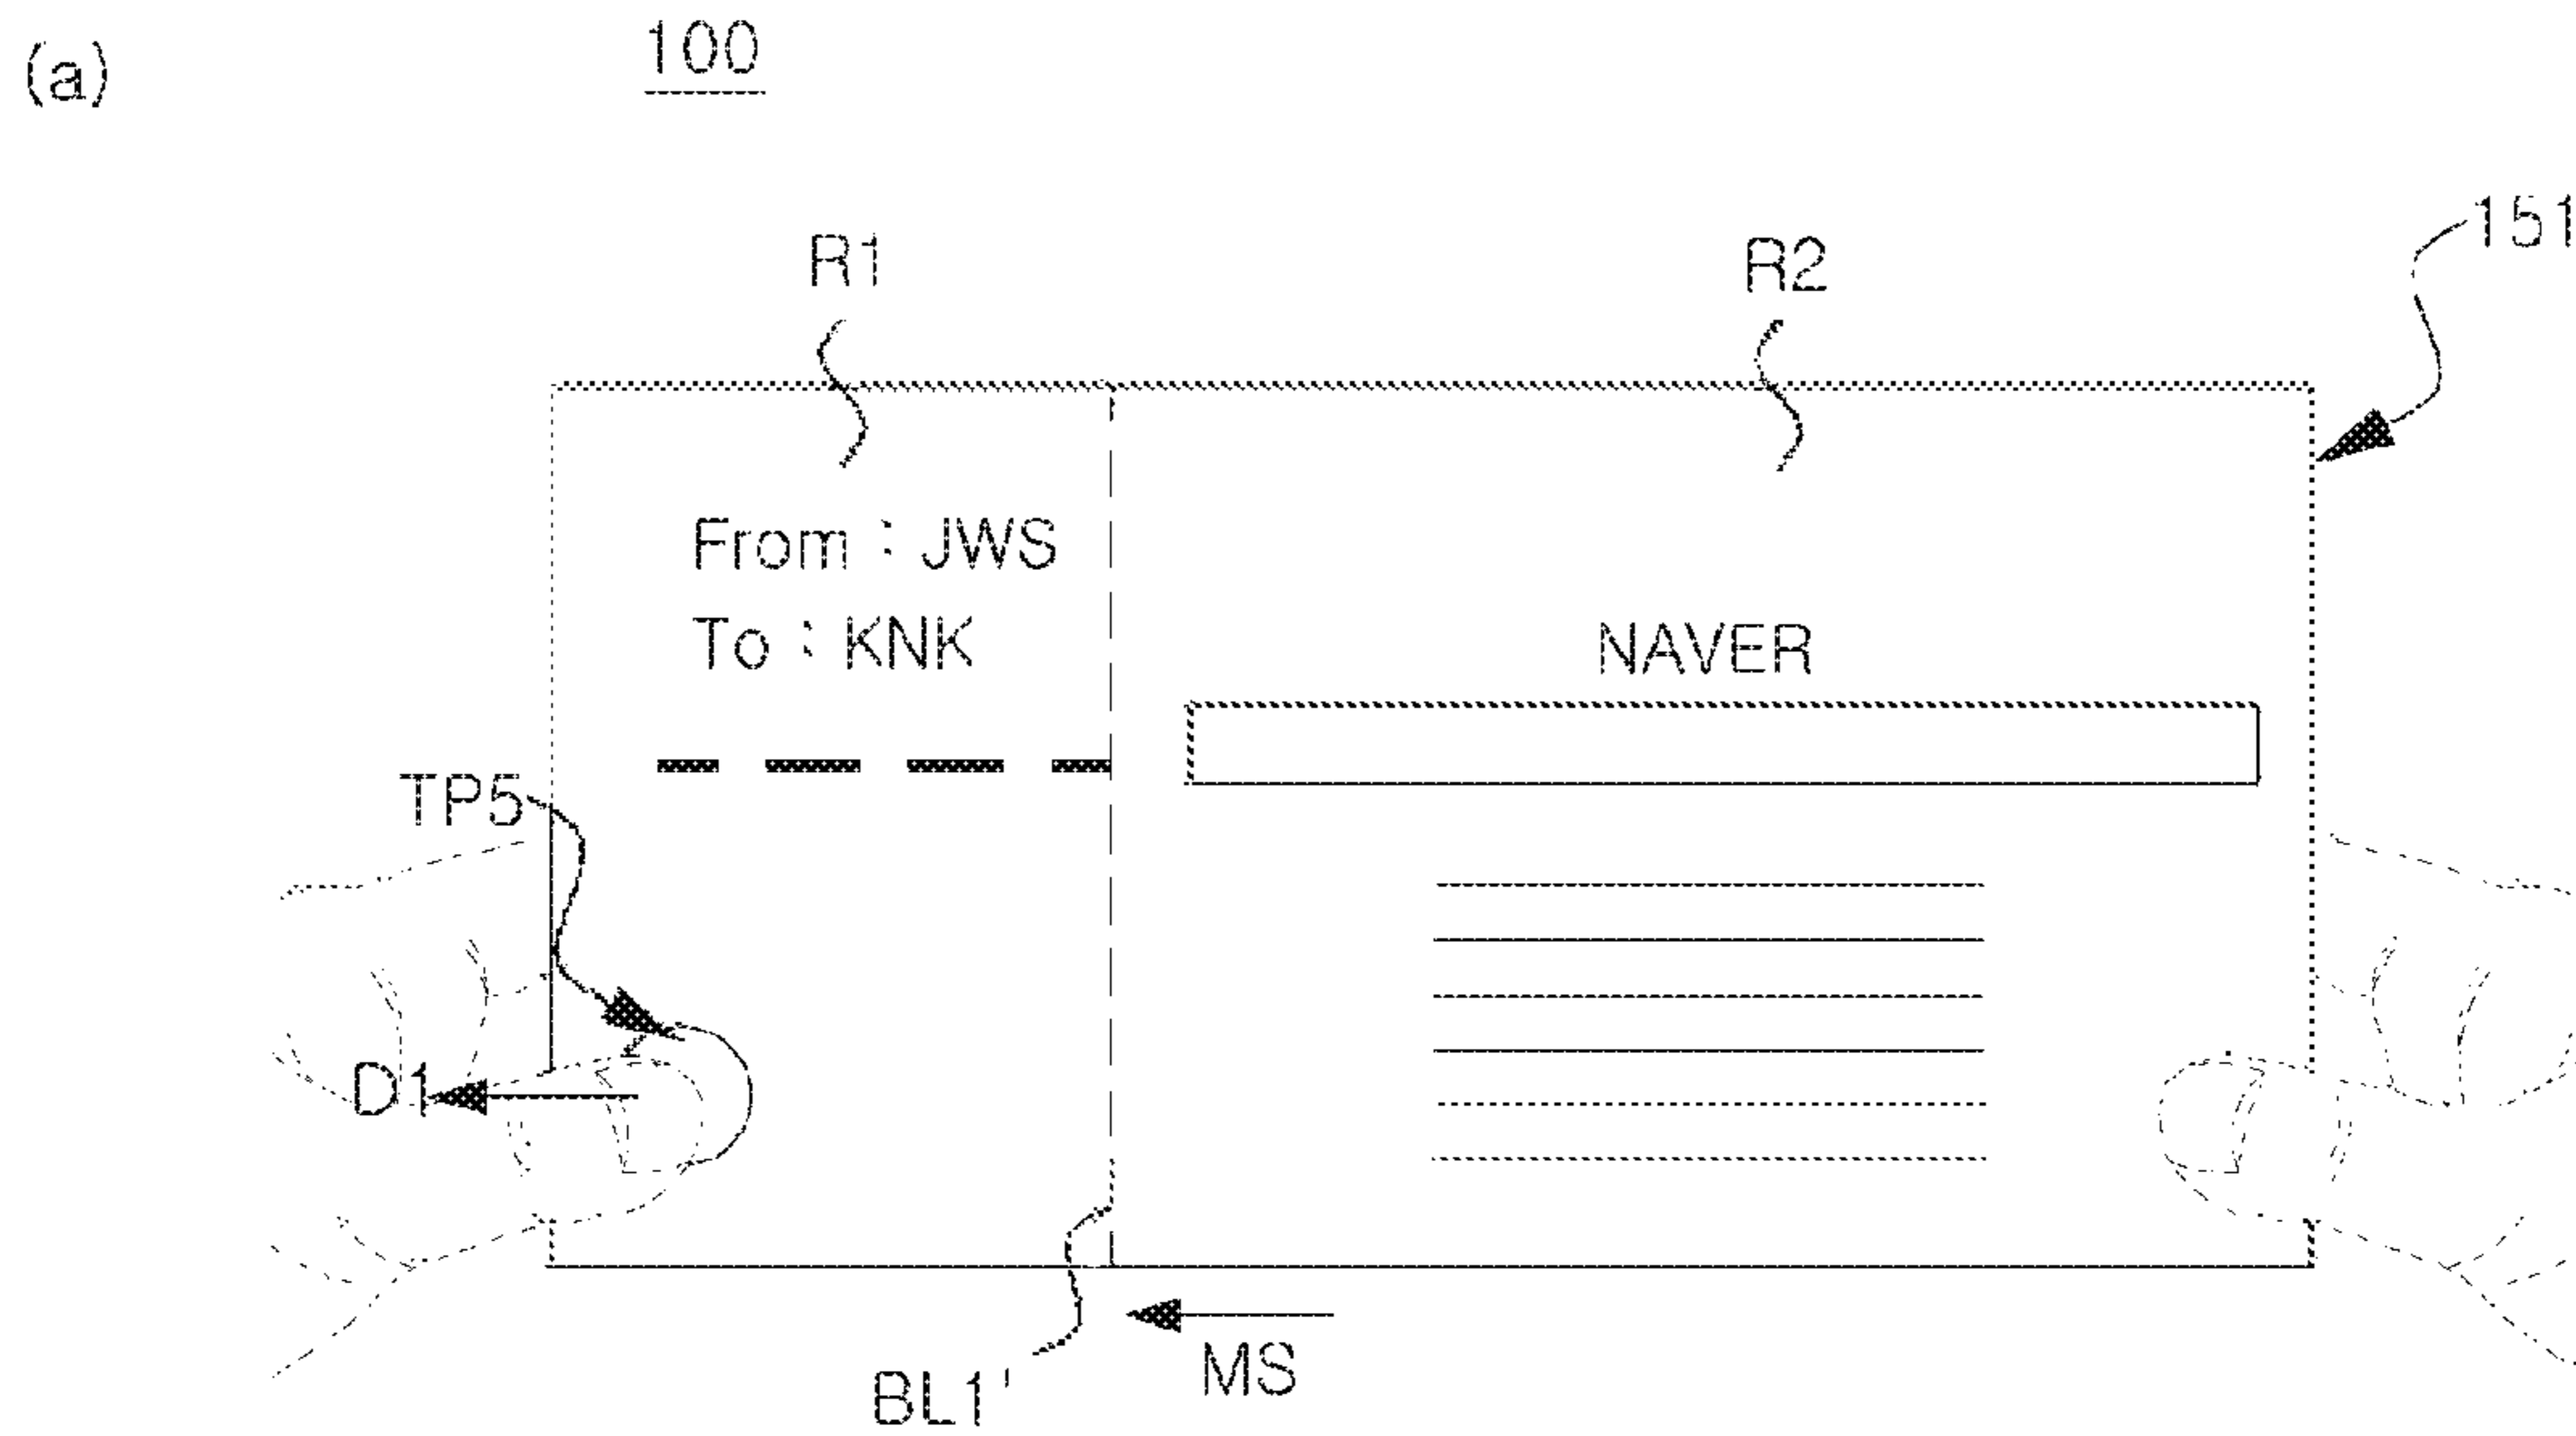 (a)
100
151
R1
R2
From : JWS
To : KNK
NAVER
TP5
D1
MS
BL1'